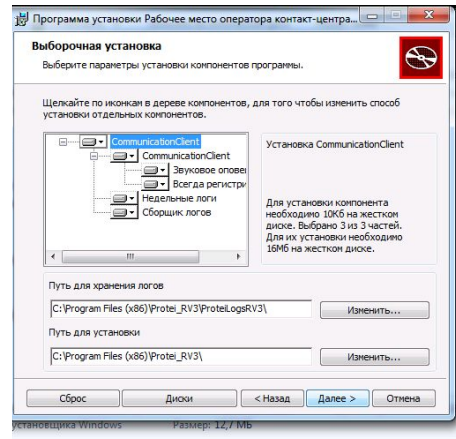 Программа установки Рабочее место оператора контакт-центра...
Выборочная установка
Выберите параметры установки компонентов программы.
Щелкайте по иконкам в дереве компонентов, для того чтобы изменить способ
установки отдельных компонентов.
CommunicationClient
CommunicationClient
Звуковое опове
Всегда регистри
Недельные логи
Сборщик логов
Установка CommunicationClient
Для установки компонента
необходимо 10Кб на жестком
диске. Выбрано 3 из 3 частей.
Для их установки необходимо
16Мб на жестком диске.
Путь для хранения логов
C:\Program Files (x86)\Protei_RV3\ProteiLogsRV3\
Изменить...
Путь для установки
C:\Program Files (x86)\Protei_RV3\
Изменить...
Сброс
Диски
< Назад
Далее >
Отмена
установщика Windows Размер: 12,7 МБ